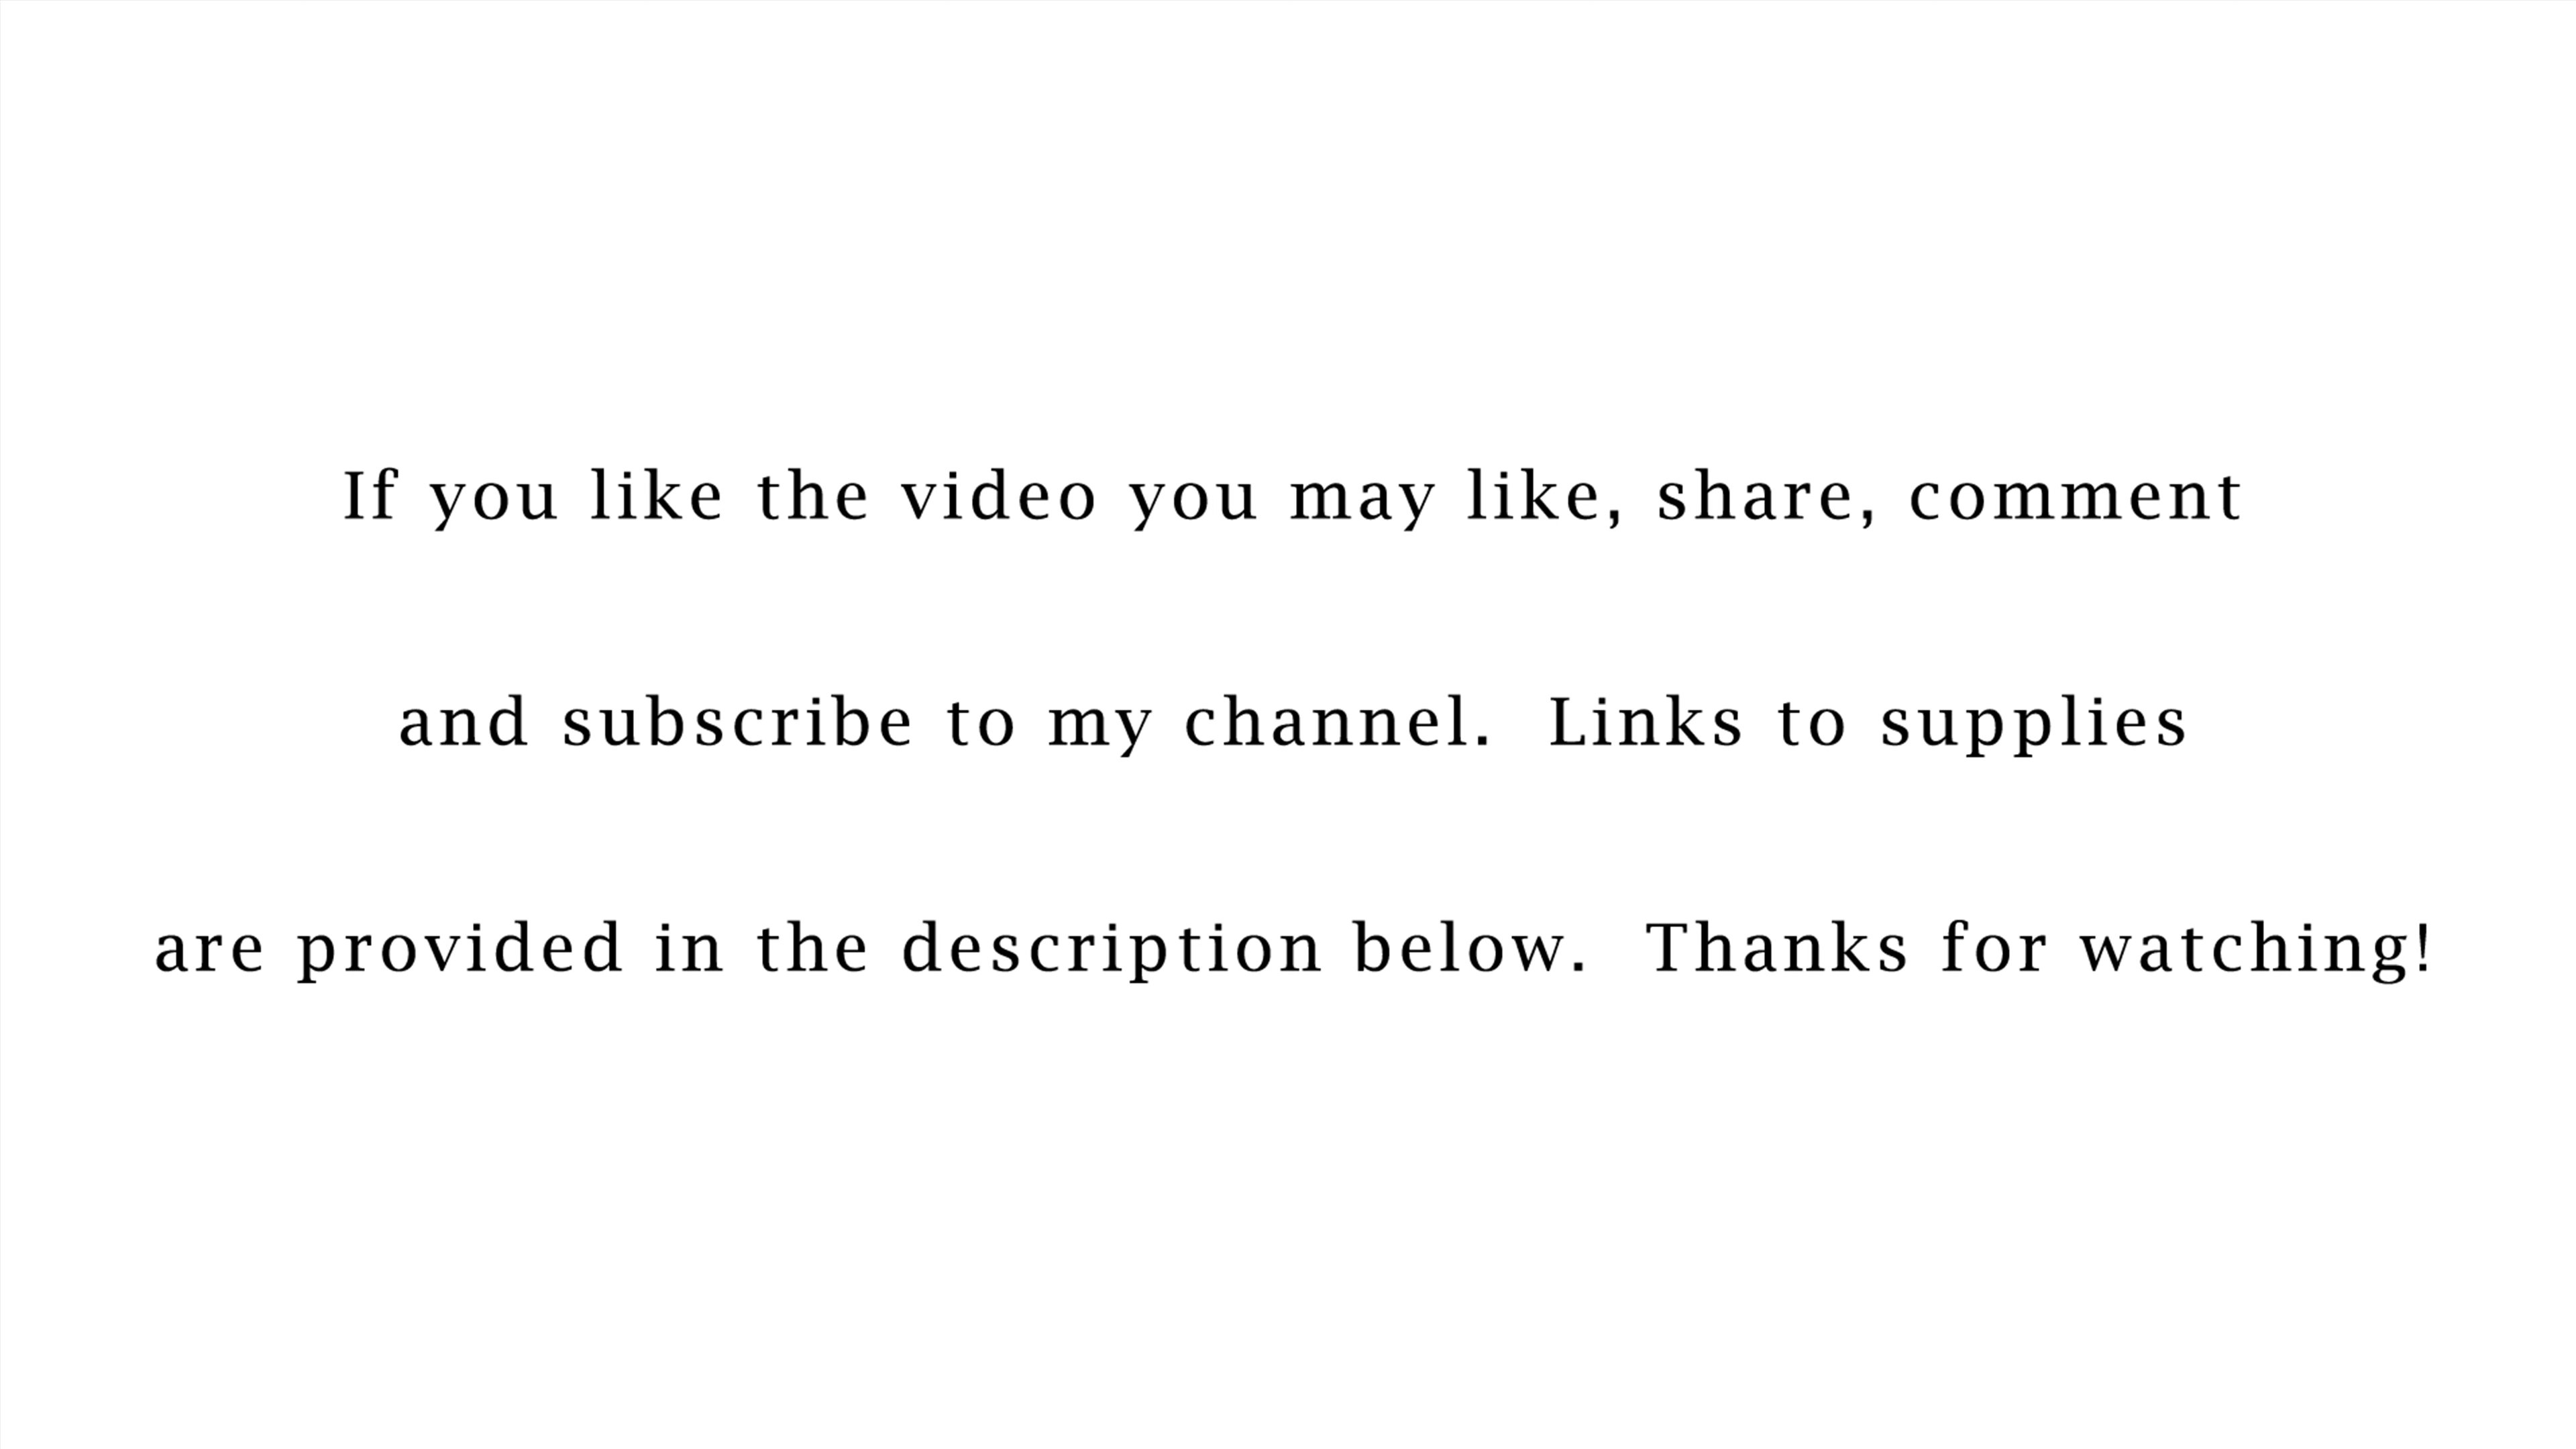 If you like the video you may like, share, comment
and subscribe to my channel.  Links to supplies
are provided in the description below.  Thanks for watching!